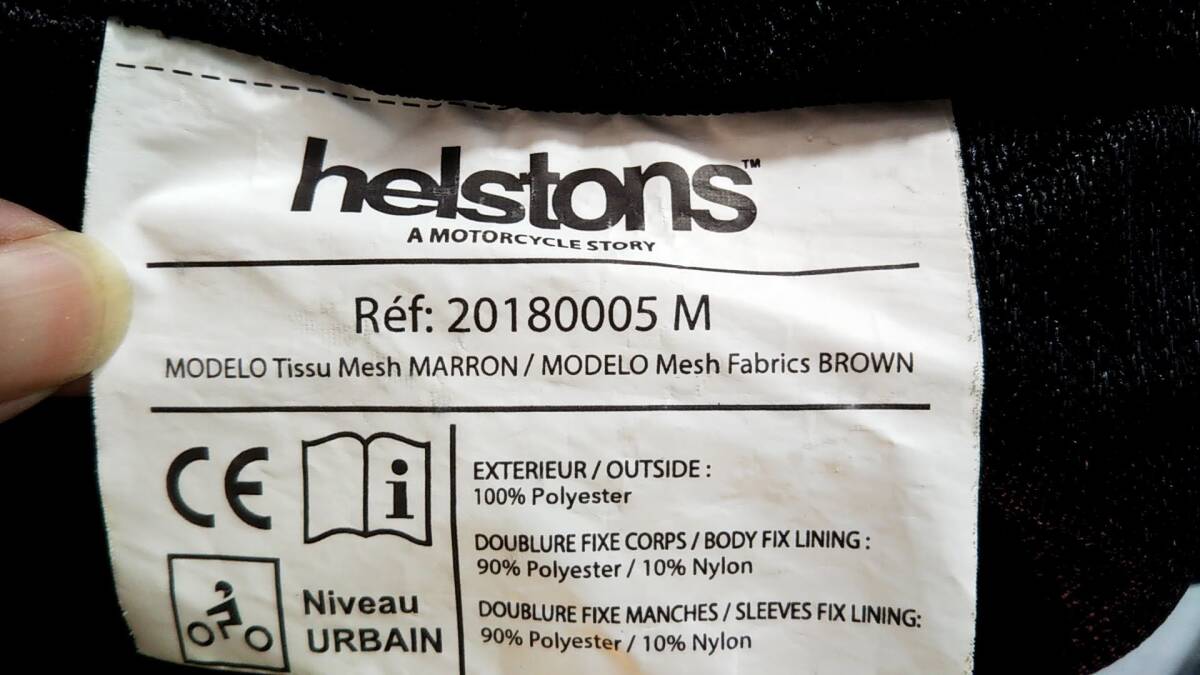 helstons™
A MOTORCYCLE STORY
Réf: 20180005 M
MODELO Tissu Mesh MARRON / MODELO Mesh Fabrics BROWN
CE
i
Niveau
URBAIN
EXTERIEUR / OUTSIDE :
100% Polyester
DOUBLURE FIXE CORPS / BODY FIX LINING :
90% Polyester / 10% Nylon
DOUBLURE FIXE MANCHES / SLEEVES FIX LINING:
90% Polyester / 10% Nylon